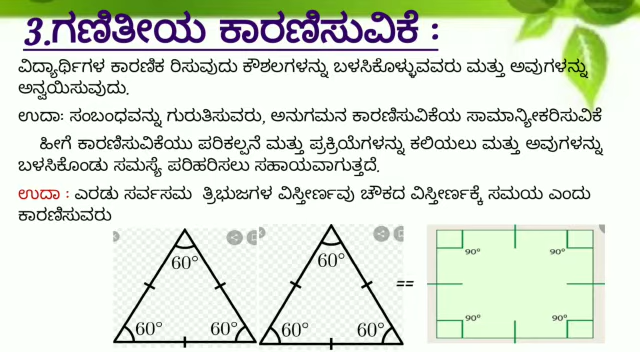 3.ಗಣಿತೀಯ ಕಾರಣಿಸುವಿಕೆ :
ವಿದ್ಯಾರ್ಥಿಗಳ ಕಾರಣಿಕ ರಿಸುವುದು ಕೌಶಲಗಳನ್ನು ಬಳಸಿಕೊಳ್ಳುವವರು ಮತ್ತು ಅವುಗಳನ್ನು
ಅನ್ವಯಿಸುವುದು.
ಉದಾ: ಸಂಬಂಧವನ್ನು ಗುರುತಿಸುವರು, ಅನುಗಮನ ಕಾರಣಿಸುವಿಕೆಯ ಸಾಮಾನ್ಯೀಕರಿಸುವಿಕೆ
ಹೀಗೆ ಕಾರಣಿಸುವಿಕೆಯು ಪರಿಕಲ್ಪನೆ ಮತ್ತು ಪ್ರಕ್ರಿಯೆಗಳನ್ನು ಕಲಿಯಲು ಮತ್ತು ಅವುಗಳನ್ನು
ಬಳಸಿಕೊಂಡು ಸಮಸ್ಯೆ ಪರಿಹರಿಸಲು ಸಹಾಯವಾಗುತ್ತದೆ.
ಉದಾ : ಎರಡು ಸರ್ವಸಮ ತ್ರಿಭುಜಗಳ ವಿಸ್ತೀರ್ಣವು ಚೌಕದ ವಿಸ್ತೀರ್ಣಕ್ಕೆ ಸಮಯ ಎಂದು
ಕಾರಣಿಸುವರು
60° 60° 90° 90°
==
60° 60° 60° 60° 90° 90°